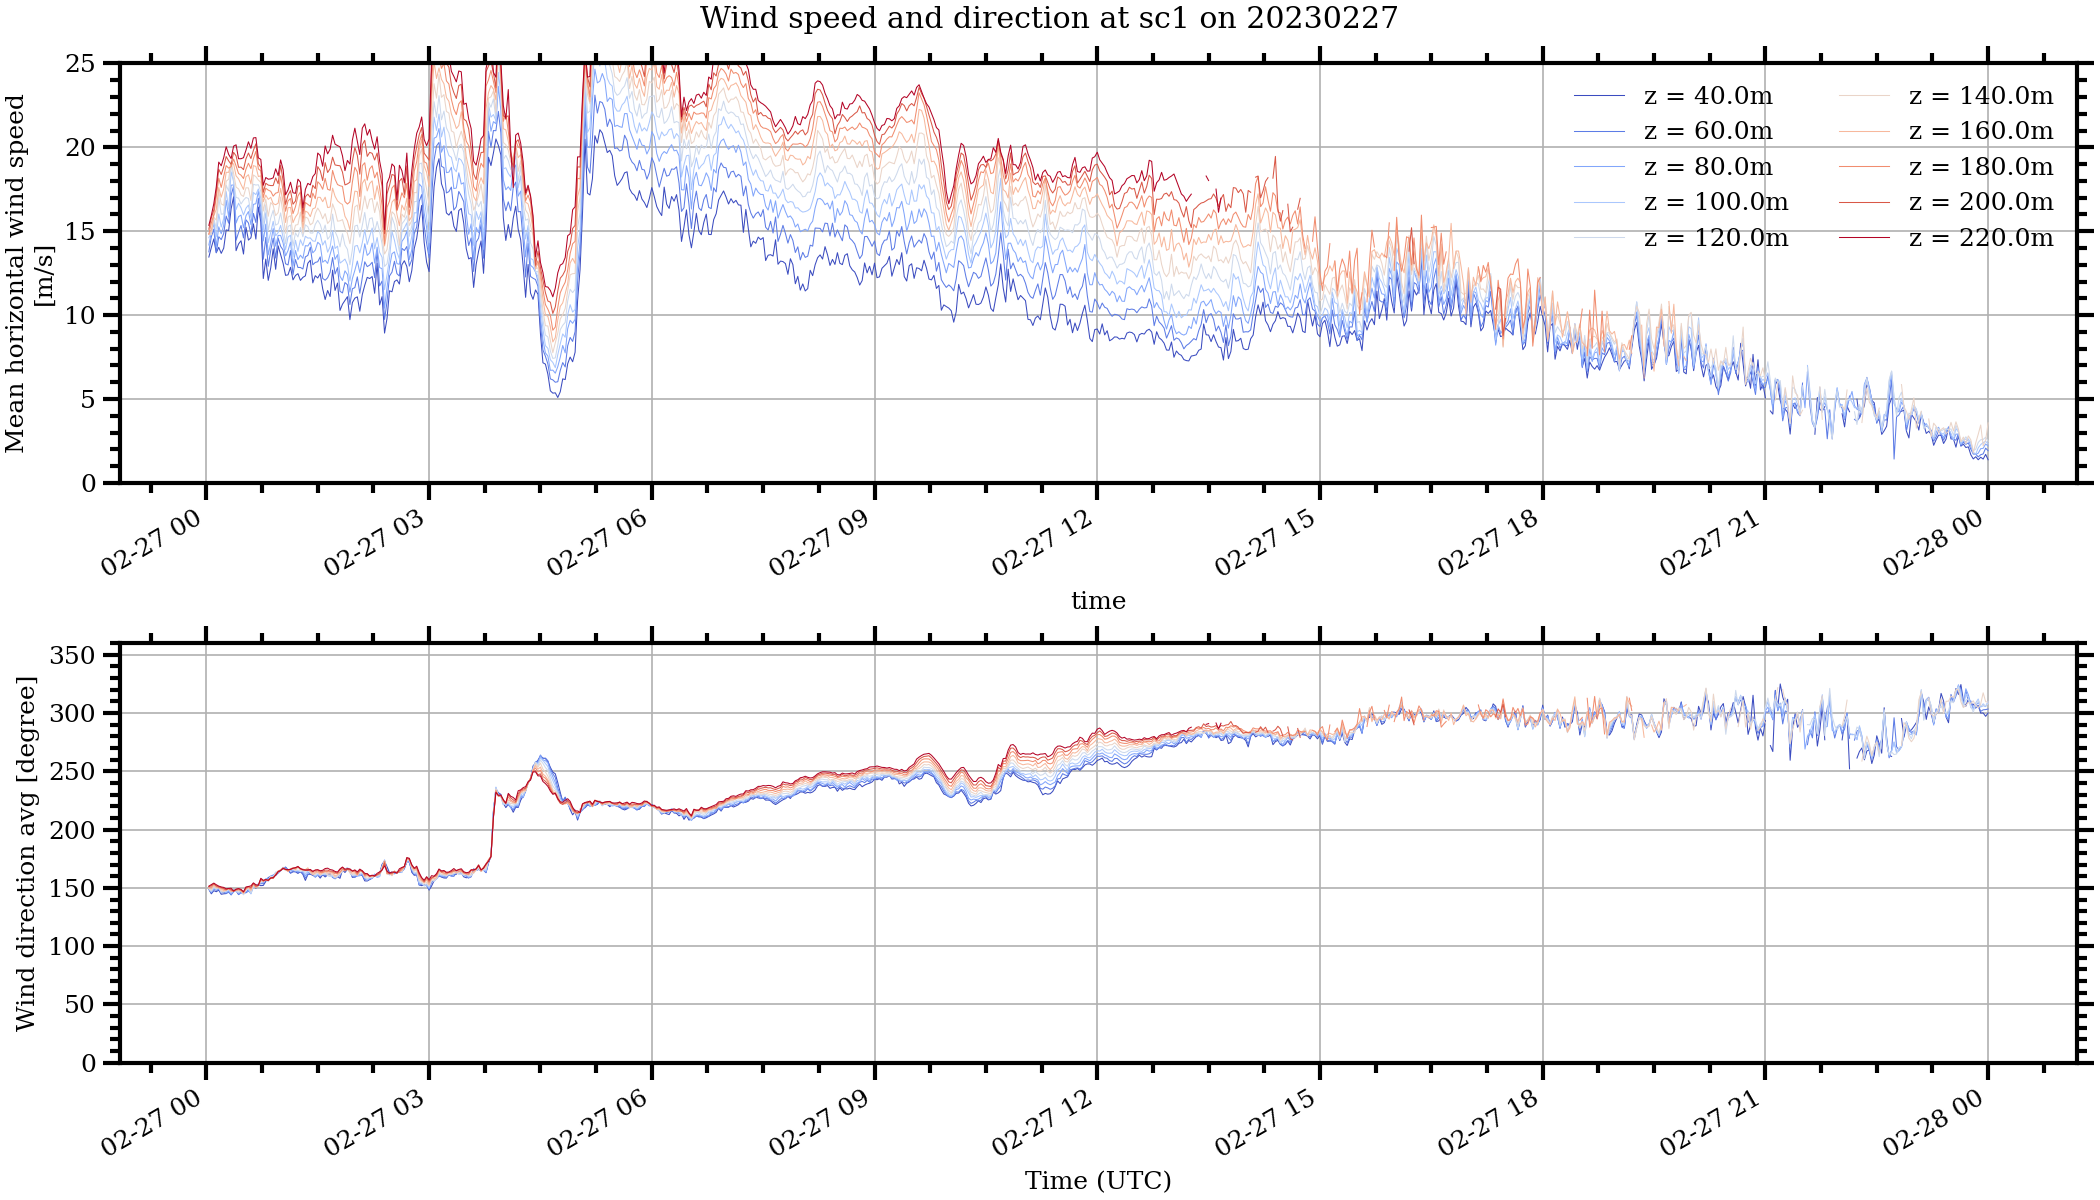 Wind speed and direction at sc1 on 20230227
Mean horizontal wind speed
[m/s]
25
20
15
10
5
0
z = 40.0m
z = 60.0m
z = 80.0m
z = 100.0m
z = 120.0m
z = 140.0m
z = 160.0m
z = 180.0m
z = 200.0m
z = 220.0m
02-27 00
02-27 03
02-27 06
02-27 09
02-27 12
02-27 15
02-27 18
02-27 21
02-28 00
time
Wind direction avg [degree]
350
300
250
200
150
100
50
0
02-27 00
02-27 03
02-27 06
02-27 09
02-27 12
02-27 15
02-27 18
02-27 21
02-28 00
Time (UTC)